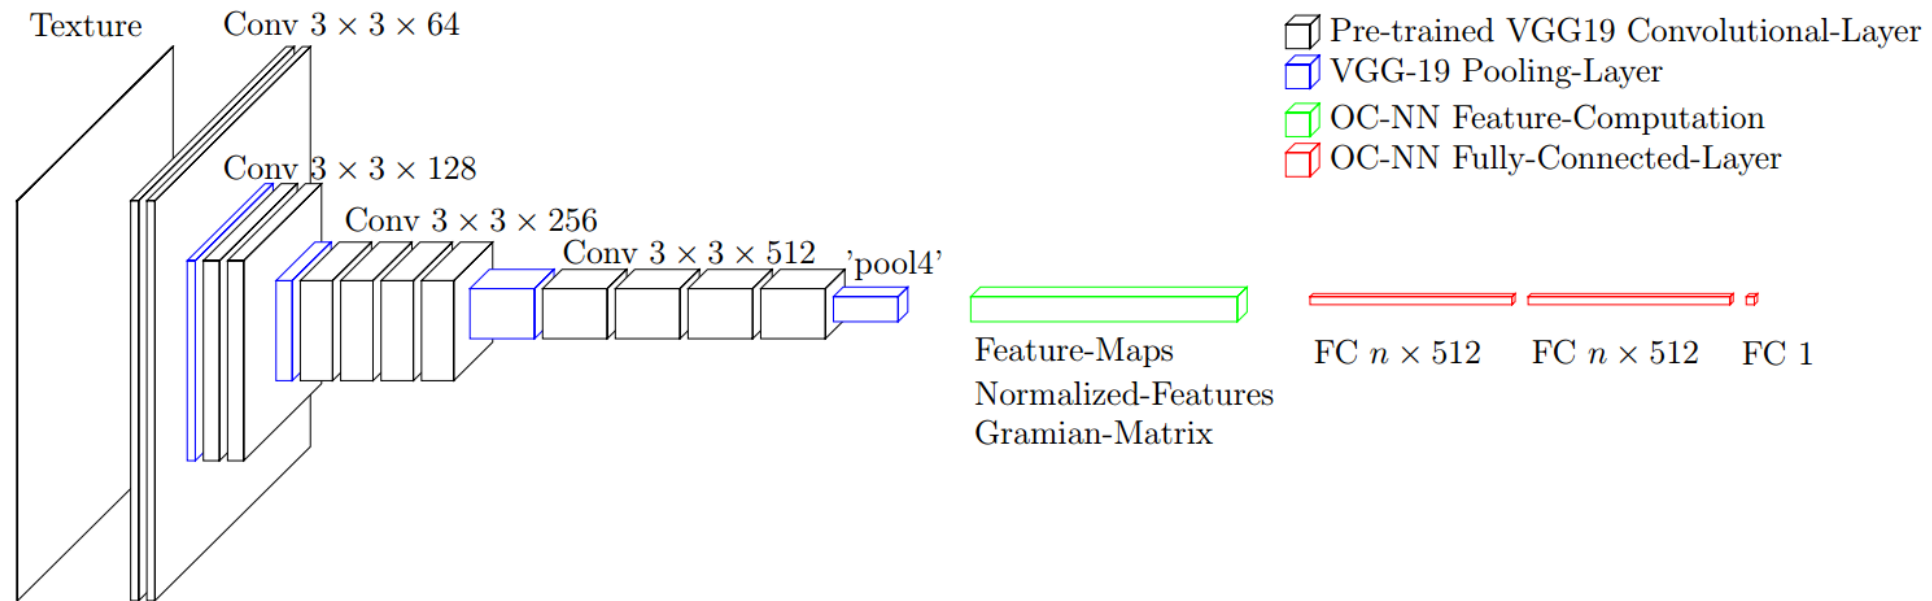 Texture
Conv 3 × 3 × 64
Conv 3 × 3 × 128
Conv 3 × 3 × 256
Conv 3 × 3 × 512
'pool4'
Pre-trained VGG19 Convolutional-Layer
VGG-19 Pooling-Layer
OC-NN Feature-Computation
OC-NN Fully-Connected-Layer
Feature-Maps
Normalized-Features
Gramian-Matrix
FC n × 512
FC n × 512
FC 1